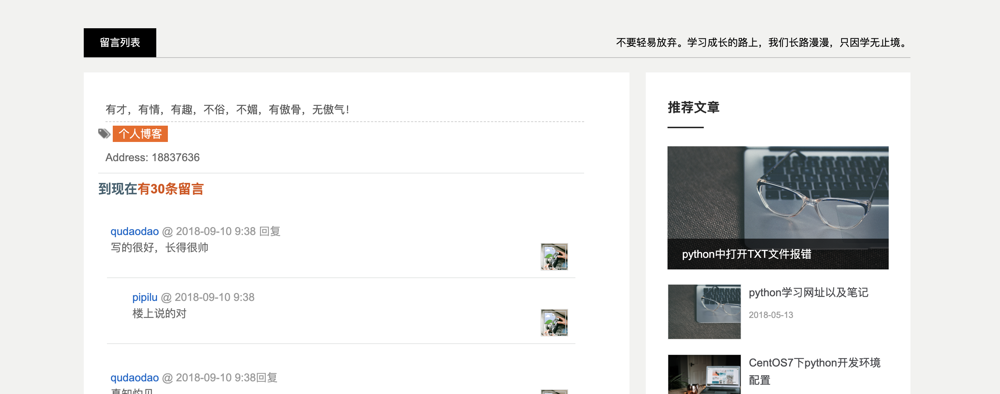 留言列表
不要轻易放弃。学习成长的路上，我们长路漫漫，只因学无止境。
有才，有情，有趣，不俗，不媚，有傲骨，无傲气！
个人博客
Address: 18837636
到现在有30条留言
qudaodao @ 2018-09-10 9:38 回复
写的很好，长得很帅
pipilu @ 2018-09-10 9:38
楼上说的对
qudaodao @ 2018-09-10 9:38回复
真知灼见
推荐文章
python中打开TXT文件报错
python学习网址以及笔记
2018-05-13
CentOS7下python开发环境
配置